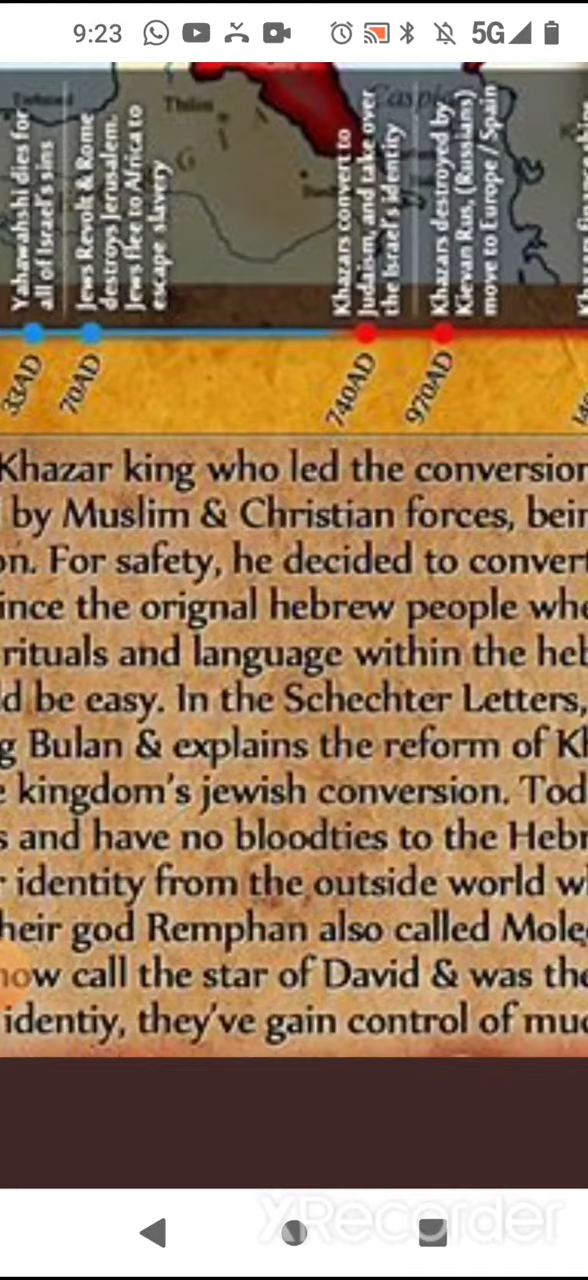 9:23
5G
Thilas
Caspi
G I A
Yahawahshi dies for
all of Israel's sins
Jews Revolt & Rome
destroys Jerusalem.
Jews flee to Africa to
escape slavery
Khazars convert to
Judaism, and take over
the Israel's identity
Khazars destroyed by
Kievan Rus, (Russians)
move to Europe / Spain
33AD
70AD
740AD
970AD
Khazar king who led the conversion
by Muslim & Christian forces, bein
on. For safety, he decided to convert
ince the orignal hebrew people who
rituals and language within the heb
d be easy. In the Schechter Letters,
g Bulan & explains the reform of Kh
e kingdom's jewish conversion. Tod
s and have no bloodties to the Hebr
r identity from the outside world wh
heir god Remphan also called Mole
now call the star of David & was the
identiy, they've gain control of muc
XRecorder